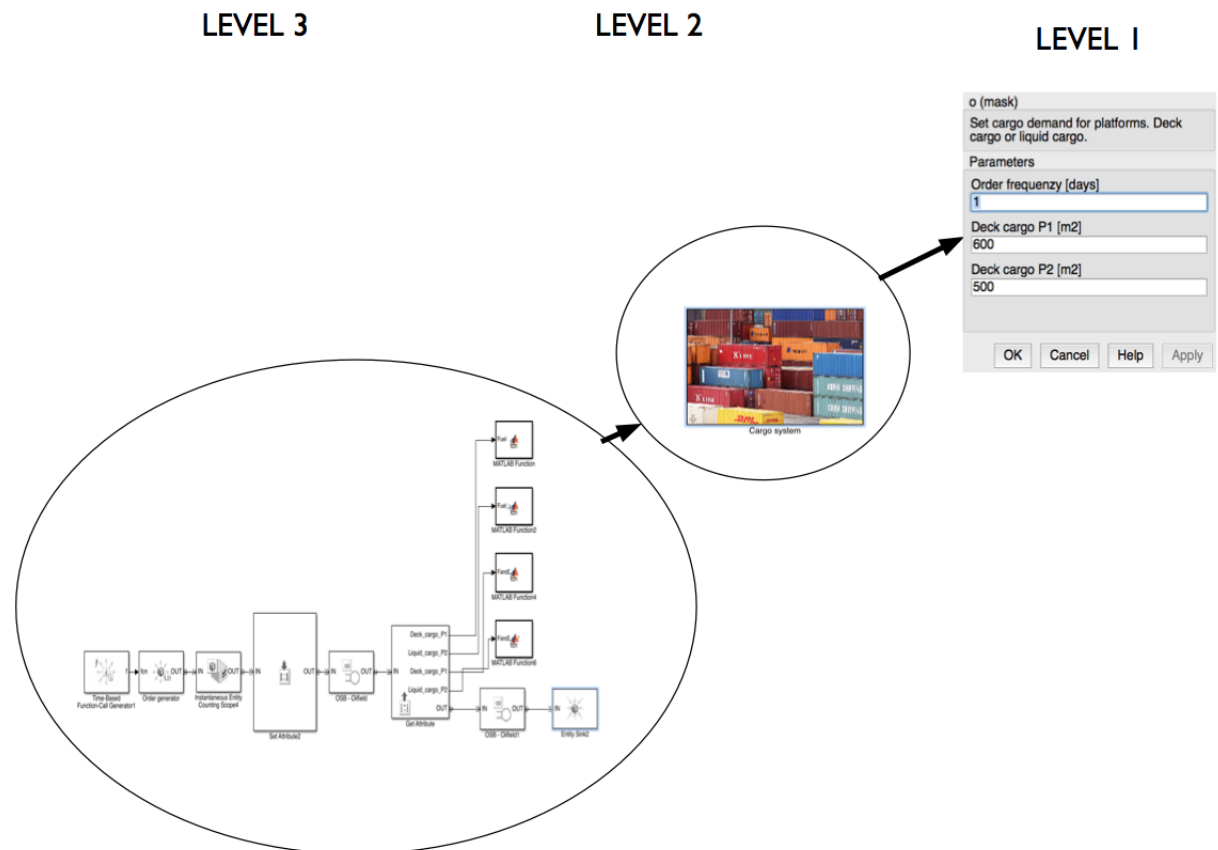 LEVEL 3
LEVEL 2
LEVEL 1
o (mask)
Set cargo demand for platforms. Deck
cargo or liquid cargo.
Parameters
Order frequenzy [days]
1
Deck cargo P1 [m2]
600
Deck cargo P2 [m2]
500
OK Cancel Help Apply
K LINE
Cargo system
Fuel
MATLAB Function
Fuel
MATLAB Function2
MATLAB Function4
MATLAB Function6
Deck_cargo_P1
Liquid_cargo_P2
Deck_cargo_P1
Liquid_cargo_P2
OUT
Get Attribute
Time-Based
Function-Call Generator1
fcn OUT
Order generator
IN OUT
Instantaneous Entity
Counting Scope4
IN OUT
Set Attribute2
IN OUT
OSB - Oilfield
IN
IN OUT
OSB - Oilfield1
IN
Entity Sink2